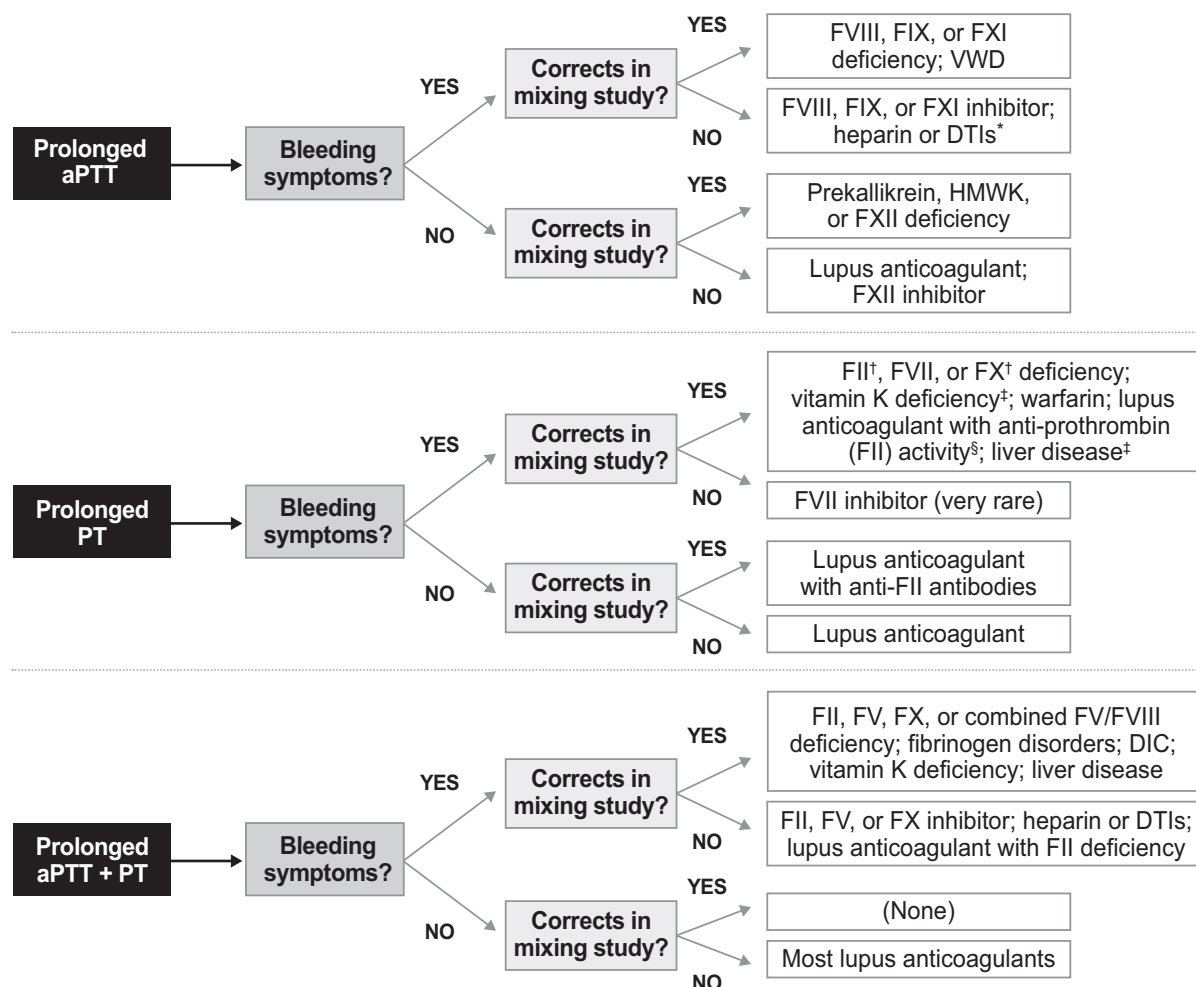 Prolonged
aPTT
Bleeding
symptoms?
YES
NO
Corrects in
mixing study?
YES
NO
FVIII, FIX, or FXI
deficiency; VWD
FVIII, FIX, or FXI inhibitor;
heparin or DTIs*
Corrects in
mixing study?
YES
NO
Prekallikrein, HMWK,
or FXII deficiency
Lupus anticoagulant;
FXII inhibitor
Prolonged
PT
Bleeding
symptoms?
YES
NO
Corrects in
mixing study?
YES
NO
FII†, FVII, or FX† deficiency;
vitamin K deficiency‡; warfarin; lupus
anticoagulant with anti-prothrombin
(FII) activity§; liver disease‡
FVII inhibitor (very rare)
Corrects in
mixing study?
YES
NO
Lupus anticoagulant
with anti-FII antibodies
Lupus anticoagulant
Prolonged
aPTT + PT
Bleeding
symptoms?
YES
NO
Corrects in
mixing study?
YES
NO
FII, FV, FX, or combined FV/FVIII
deficiency; fibrinogen disorders; DIC;
vitamin K deficiency; liver disease
FII, FV, or FX inhibitor; heparin or DTIs;
lupus anticoagulant with FII deficiency
Corrects in
mixing study?
YES
NO
(None)
Most lupus anticoagulants